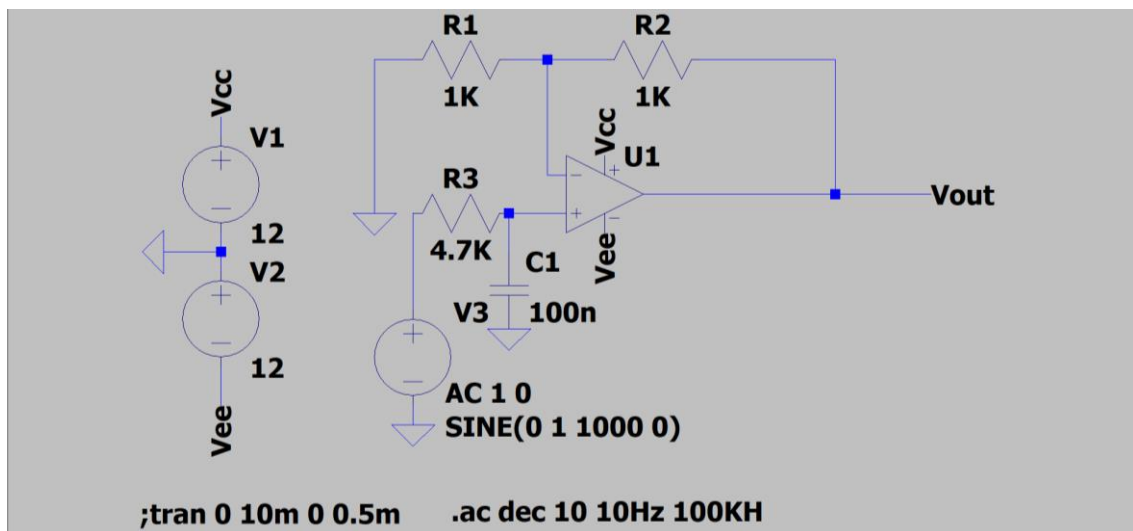 R1
R2
1K
1K
Vcc
V1
12
V2
12
Vee
Vcc
U1
R3
4.7K
Vee
Vout
C1
V3
100n
AC 1 0
SINE(0 1 1000 0)
;tran 0 10m 0 0.5m
.ac dec 10 10Hz 100KH